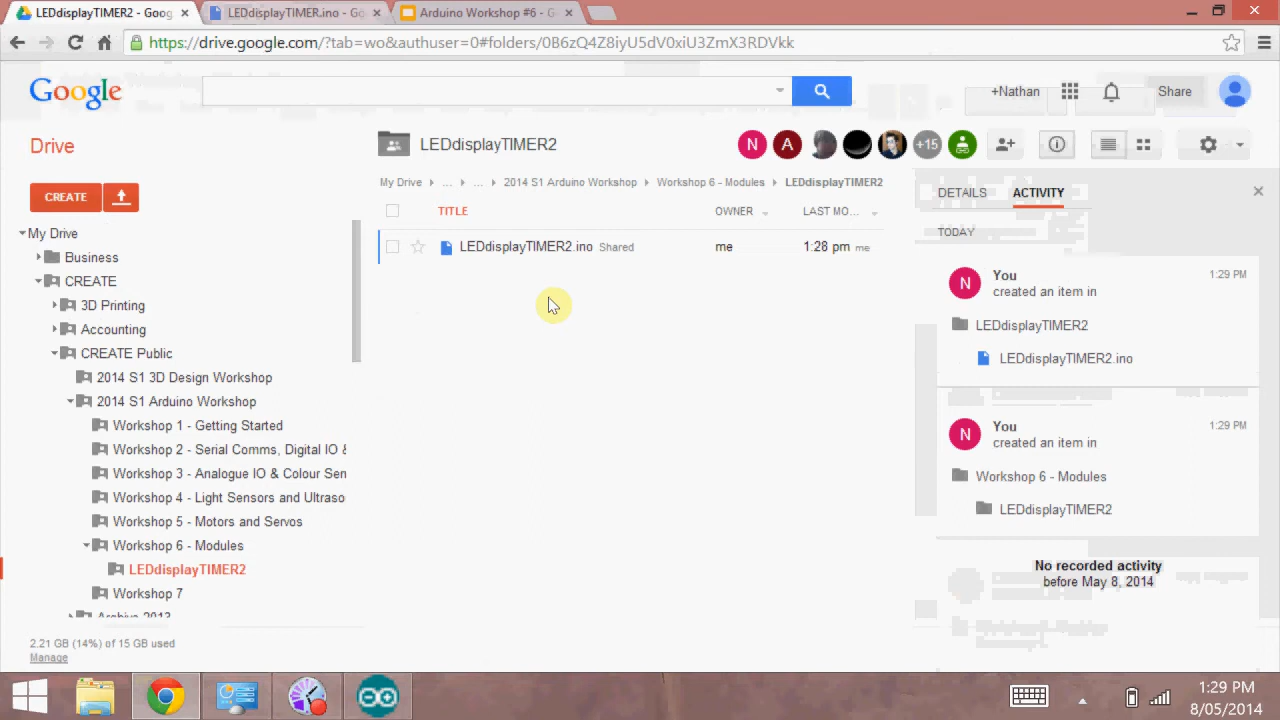 LEDdisplayTIMER2 - Goog
LEDdisplayTIMER.ino - Go
Arduino Workshop #6 - G
https://drive.google.com/?tab=wo&authuser=0#folders/0B6zQ4Z8iyU5dV0xiU3ZmX3RDVkk
Google
+Nathan
Share
Drive
LEDdisplayTIMER2
N
A
+15
CREATE
My Drive
...
...
2014 S1 Arduino Workshop
Workshop 6 - Modules
LEDdisplayTIMER2
TITLE
OWNER
LAST MO...
LEDdisplayTIMER2.ino Shared
me
1:28 pm me
My Drive
Business
CREATE
3D Printing
Accounting
CREATE Public
2014 S1 3D Design Workshop
2014 S1 Arduino Workshop
Workshop 1 - Getting Started
Workshop 2 - Serial Comms, Digital IO &
Workshop 3 - Analogue IO & Colour Sen
Workshop 4 - Light Sensors and Ultraso
Workshop 5 - Motors and Servos
Workshop 6 - Modules
LEDdisplayTIMER2
Workshop 7
Archive 2013
2.21 GB (14%) of 15 GB used
Manage
DETAILS
ACTIVITY
TODAY
N
You
1:29 PM
created an item in
LEDdisplayTIMER2
LEDdisplayTIMER2.ino
N
You
1:29 PM
created an item in
Workshop 6 - Modules
LEDdisplayTIMER2
No recorded activity
before May 8, 2014
1:29 PM
8/05/2014